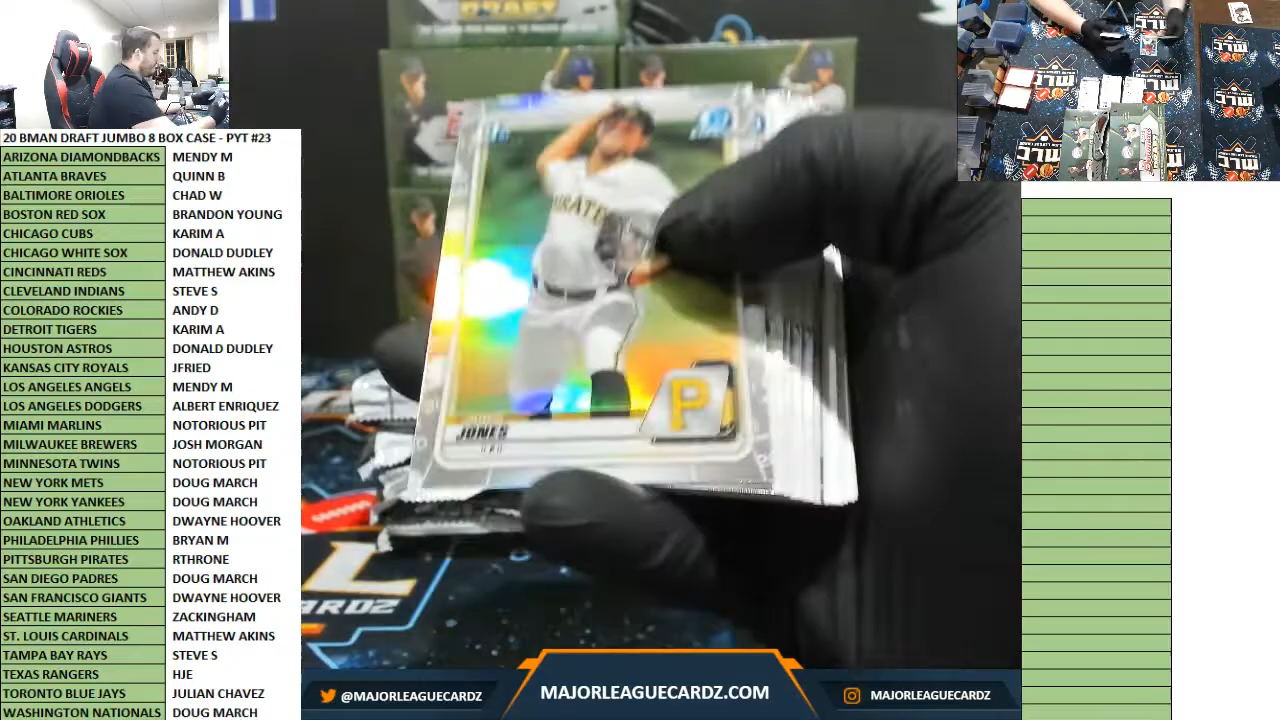 20 BMAN DRAFT JUMBO 8 BOX CASE - PYT #23
ARIZONA DIAMONDBACKS MENDY M
ATLANTA BRAVES QUINN B
BALTIMORE ORIOLES CHAD W
BOSTON RED SOX BRANDON YOUNG
CHICAGO CUBS KARIM A
CHICAGO WHITE SOX DONALD DUDLEY
CINCINNATI REDS MATTHEW AKINS
CLEVELAND INDIANS STEVE S
COLORADO ROCKIES ANDY D
DETROIT TIGERS KARIM A
HOUSTON ASTROS DONALD DUDLEY
KANSAS CITY ROYALS JFRIED
LOS ANGELES ANGELS MENDY M
LOS ANGELES DODGERS ALBERT ENRIQUEZ
MIAMI MARLINS NOTORIOUS PIT
MILWAUKEE BREWERS JOSH MORGAN
MINNESOTA TWINS NOTORIOUS PIT
NEW YORK METS DOUG MARCH
NEW YORK YANKEES DOUG MARCH
OAKLAND ATHLETICS DWAYNE HOOVER
PHILADELPHIA PHILLIES BRYAN M
PITTSBURGH PIRATES RTHRONE
SAN DIEGO PADRES DOUG MARCH
SAN FRANCISCO GIANTS DWAYNE HOOVER
SEATTLE MARINERS ZACKINGHAM
ST. LOUIS CARDINALS MATTHEW AKINS
TAMPA BAY RAYS STEVE S
TEXAS RANGERS HJE
TORONTO BLUE JAYS JULIAN CHAVEZ
WASHINGTON NATIONALS DOUG MARCH
DRAFT
P
JONES
@MAJORLEAGUECARDZ
MAJORLEAGUECARDZ.COM
MAJORLEAGUECARDZ